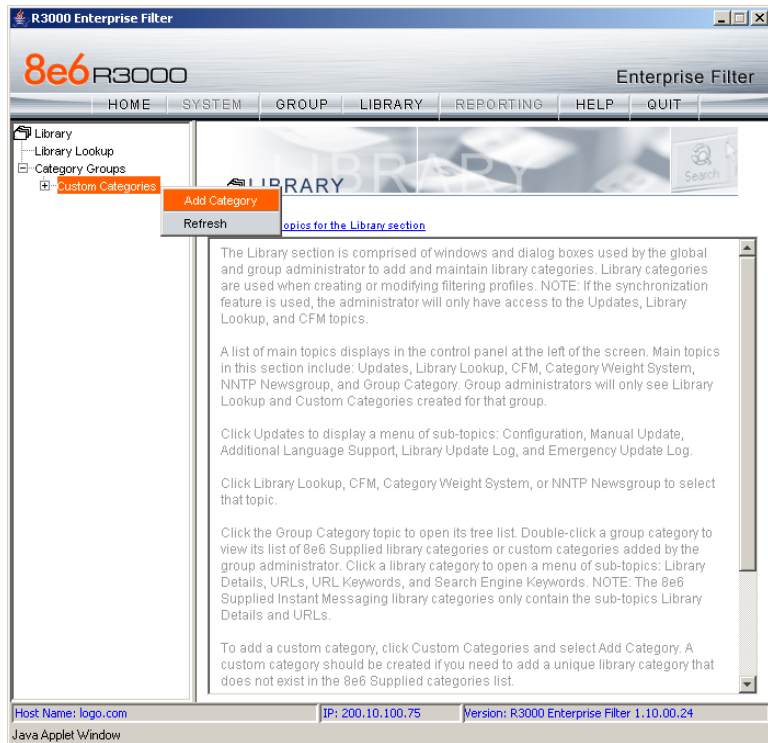 R3000 Enterprise Filter
8e6 R3000
Enterprise Filter
HOME SYSTEM GROUP LIBRARY REPORTING HELP QUIT
Library
Library Lookup
Category Groups
Custom Categories
Add Category
Refresh
LIBRARY
LIBRARY
Search
opics for the Library section
The Library section is comprised of windows and dialog boxes used by the global
and group administrator to add and maintain library categories. Library categories
are used when creating or modifying filtering profiles. NOTE: If the synchronization
feature is used, the administrator will only have access to the Updates, Library
Lookup, and CFM topics.
A list of main topics displays in the control panel at the left of the screen. Main topics
in this section include: Updates, Library Lookup, CFM, Category Weight System,
NNTP Newsgroup, and Group Category. Group administrators will only see Library
Lookup and Custom Categories created for that group.
Click Updates to display a menu of sub-topics: Configuration, Manual Update,
Additional Language Support, Library Update Log, and Emergency Update Log.
Click Library Lookup, CFM, Category Weight System, or NNTP Newsgroup to select
that topic.
Click the Group Category topic to open its tree list. Double-click a group category to
view its list of 8e6 Supplied library categories or custom categories added by the
group administrator. Click a library category to open a menu of sub-topics: Library
Details, URLs, URL Keywords, and Search Engine Keywords. NOTE: The 8e6
Supplied Instant Messaging library categories only contain the sub-topics Library
Details and URLs.
To add a custom category, click Custom Categories and select Add Category. A
custom category should be created if you need to add a unique library category that
does not exist in the 8e6 Supplied categories list.
Host Name: logo.com IP: 200.10.100.75 Version: R3000 Enterprise Filter 1.10.00.24
Java Applet Window